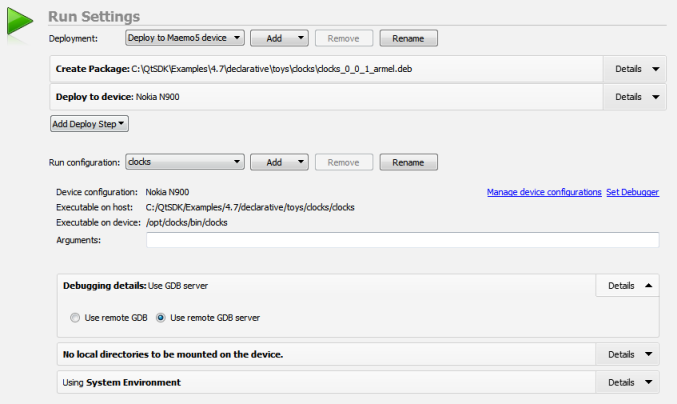 Run Settings
Deployment: Deploy to Maemo5 device Add Remove Rename
Create Package: C:\QtSDK\Examples\4.7\declarative\toys\clocks\clocks_0_0_1_armel.deb Details
Deploy to device: Nokia N900 Details
Add Deploy Step
Run configuration: clocks Add Remove Rename
Device configuration: Nokia N900 Manage device configurations Set Debugger
Executable on host: C:/QtSDK/Examples/4.7/declarative/toys/clocks/clocks
Executable on device: /opt/clocks/bin/clocks
Arguments:
Debugging details: Use GDB server Details
Use remote GDB Use remote GDB server
No local directories to be mounted on the device. Details
Using System Environment Details